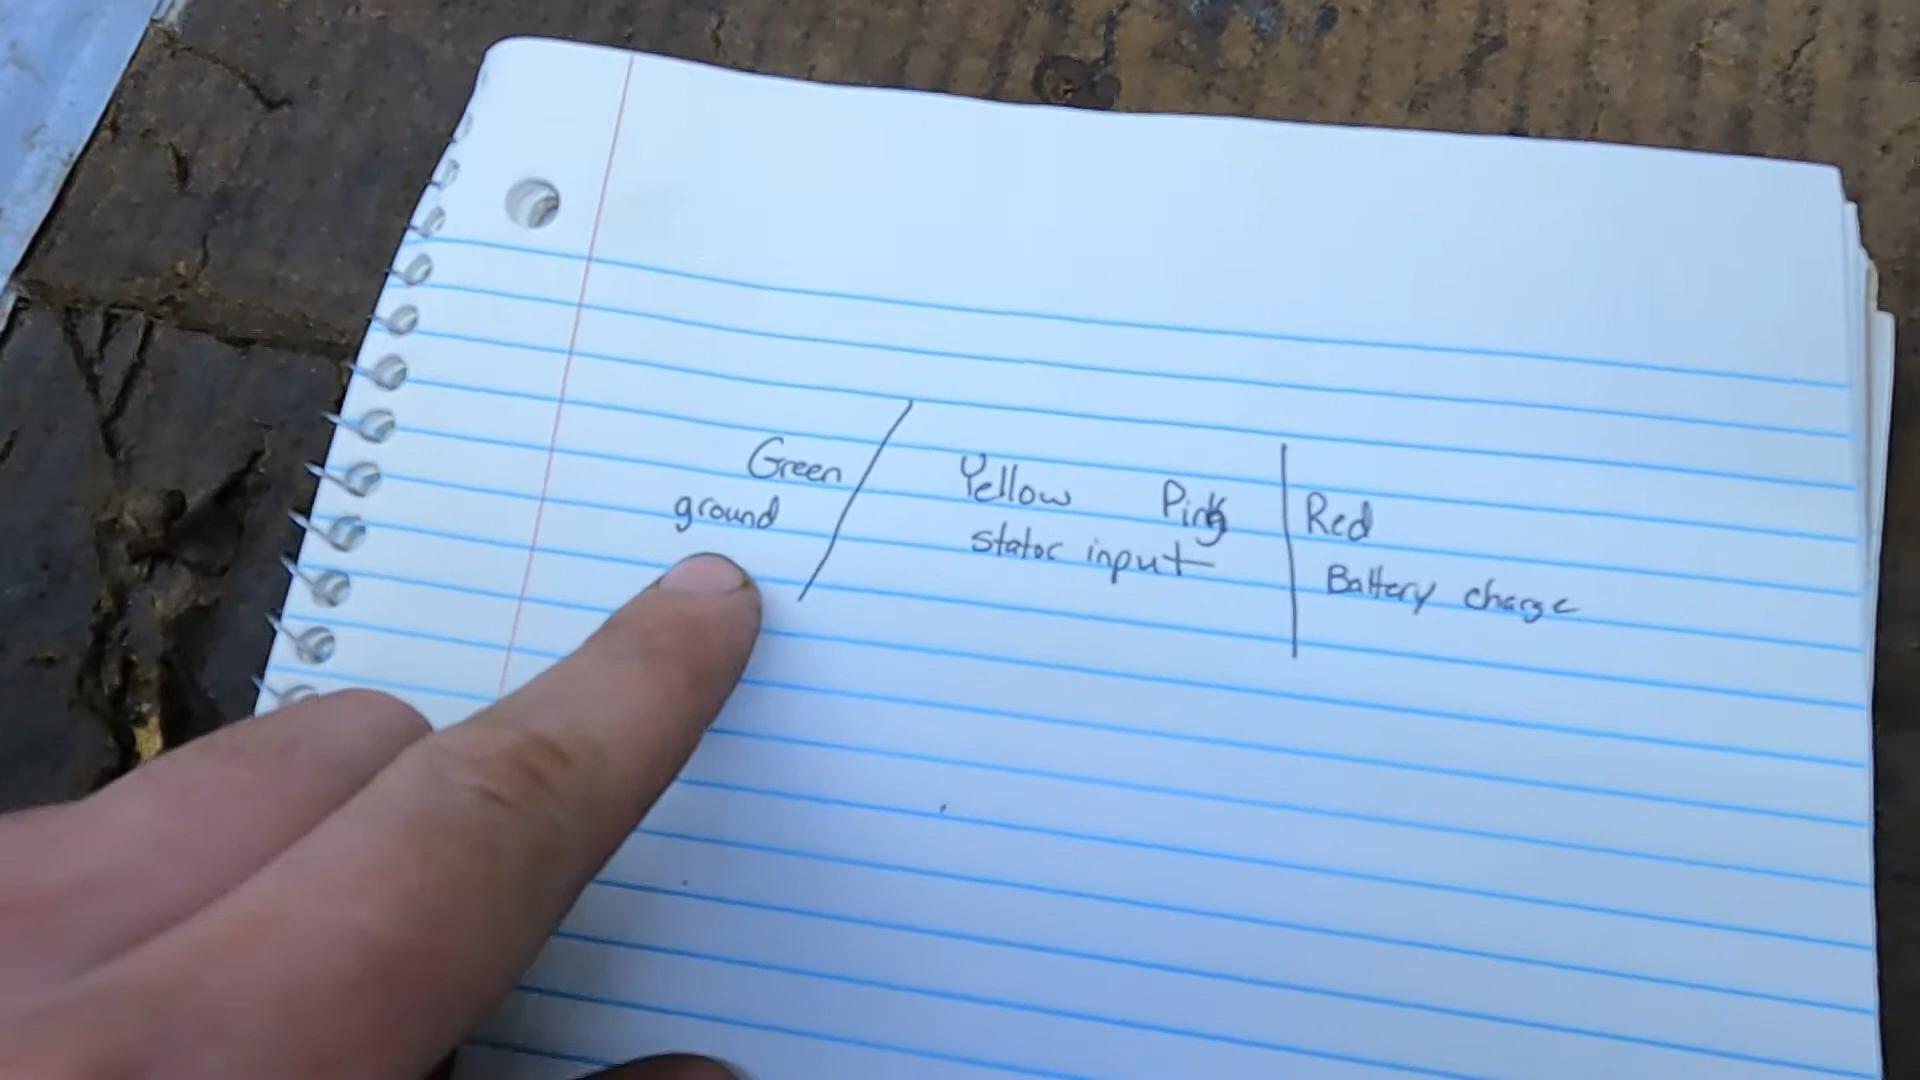 Green
ground
Yellow Pink
stator input
Red
Battery charge